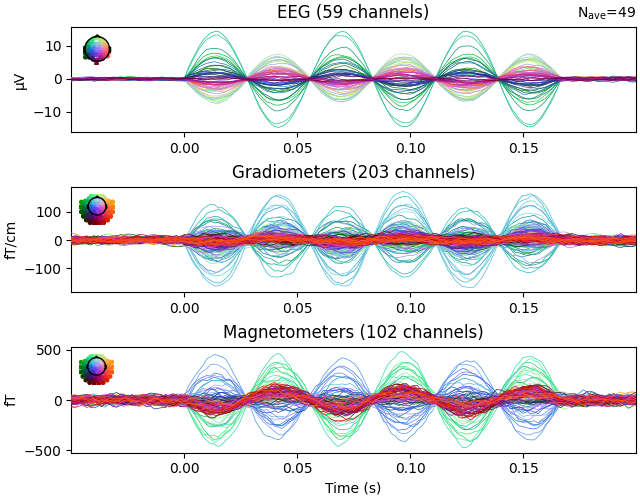 EEG (59 channels)
Nave=49
10
0
−10
µV
0.00 0.05 0.10 0.15
Gradiometers (203 channels)
100
0
−100
fT/cm
0.00 0.05 0.10 0.15
Magnetometers (102 channels)
500
0
−500
fT
0.00 0.05 0.10 0.15
Time (s)